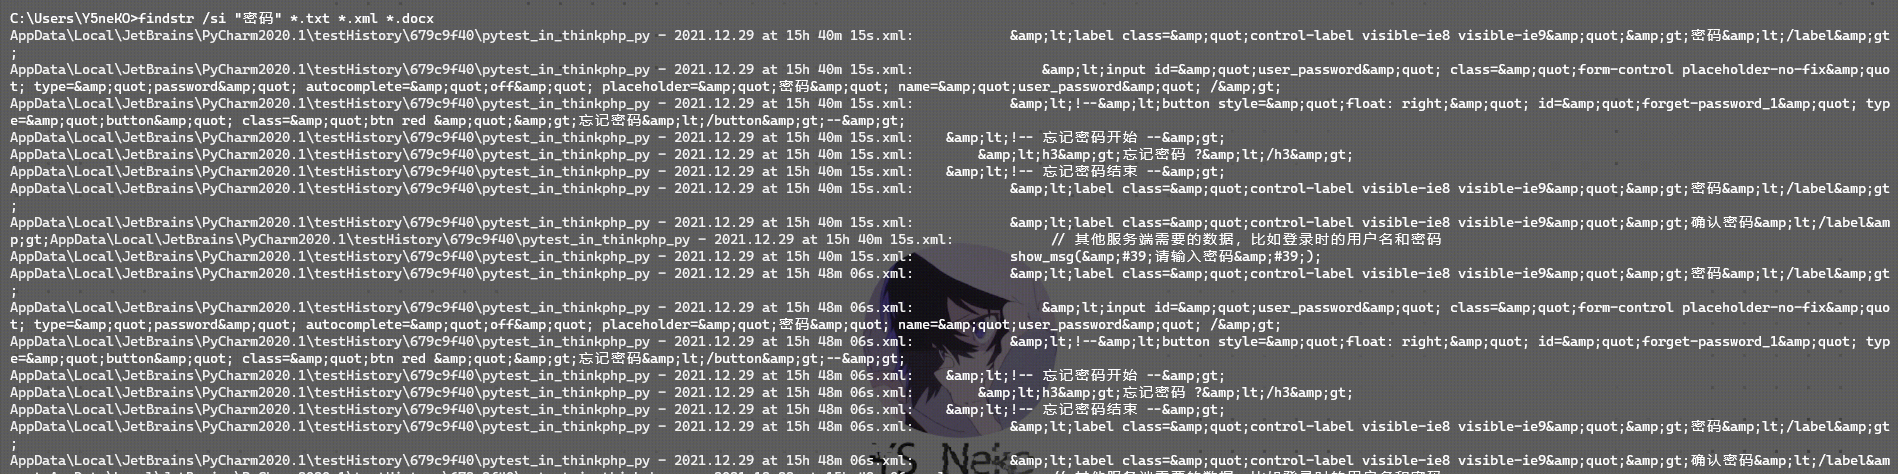 C:\Users\Y5neKO>findstr /si "密码" *.txt *.xml *.docx
AppData\Local\JetBrains\PyCharm2020.1\testHistory\679c9f40\pytest_in_thinkphp_py - 2021.12.29 at 15h 40m 15s.xml:            &amp;lt;label class=&amp;quot;control-label visible-ie8 visible-ie9&amp;quot;&amp;gt;密码&amp;lt;/label&amp;gt
;
AppData\Local\JetBrains\PyCharm2020.1\testHistory\679c9f40\pytest_in_thinkphp_py - 2021.12.29 at 15h 40m 15s.xml:                &amp;lt;input id=&amp;quot;user_password&amp;quot; class=&amp;quot;form-control placeholder-no-fix&amp;quo
t; type=&amp;quot;password&amp;quot; autocomplete=&amp;quot;off&amp;quot; placeholder=&amp;quot;密码&amp;quot; name=&amp;quot;user_password&amp;quot; /&amp;gt;
AppData\Local\JetBrains\PyCharm2020.1\testHistory\679c9f40\pytest_in_thinkphp_py - 2021.12.29 at 15h 40m 15s.xml:            &amp;lt;!--&amp;lt;button style=&amp;quot;float: right;&amp;quot; id=&amp;quot;forget-password_1&amp;quot; typ
e=&amp;quot;button&amp;quot; class=&amp;quot;btn red &amp;quot;&amp;gt;忘记密码&amp;lt;/button&amp;gt;--&amp;gt;
AppData\Local\JetBrains\PyCharm2020.1\testHistory\679c9f40\pytest_in_thinkphp_py - 2021.12.29 at 15h 40m 15s.xml:    &amp;lt;!-- 忘记密码开始 --&amp;gt;
AppData\Local\JetBrains\PyCharm2020.1\testHistory\679c9f40\pytest_in_thinkphp_py - 2021.12.29 at 15h 40m 15s.xml:        &amp;lt;h3&amp;gt;忘记密码 ?&amp;lt;/h3&amp;gt;
AppData\Local\JetBrains\PyCharm2020.1\testHistory\679c9f40\pytest_in_thinkphp_py - 2021.12.29 at 15h 40m 15s.xml:    &amp;lt;!-- 忘记密码结束 --&amp;gt;
AppData\Local\JetBrains\PyCharm2020.1\testHistory\679c9f40\pytest_in_thinkphp_py - 2021.12.29 at 15h 40m 15s.xml:            &amp;lt;label class=&amp;quot;control-label visible-ie8 visible-ie9&amp;quot;&amp;gt;密码&amp;lt;/label&amp;gt
;
AppData\Local\JetBrains\PyCharm2020.1\testHistory\679c9f40\pytest_in_thinkphp_py - 2021.12.29 at 15h 40m 15s.xml:            &amp;lt;label class=&amp;quot;control-label visible-ie8 visible-ie9&amp;quot;&amp;gt;确认密码&amp;lt;/label&am
p;gt;AppData\Local\JetBrains\PyCharm2020.1\testHistory\679c9f40\pytest_in_thinkphp_py - 2021.12.29 at 15h 40m 15s.xml:            // 其他服务端需要的数据，比如登录时的用户名和密码
AppData\Local\JetBrains\PyCharm2020.1\testHistory\679c9f40\pytest_in_thinkphp_py - 2021.12.29 at 15h 40m 15s.xml:            show_msg(&amp;#39;请输入密码&amp;#39;);
AppData\Local\JetBrains\PyCharm2020.1\testHistory\679c9f40\pytest_in_thinkphp_py - 2021.12.29 at 15h 48m 06s.xml:            &amp;lt;label class=&amp;quot;control-label visible-ie8 visible-ie9&amp;quot;&amp;gt;密码&amp;lt;/label&amp;gt
;
AppData\Local\JetBrains\PyCharm2020.1\testHistory\679c9f40\pytest_in_thinkphp_py - 2021.12.29 at 15h 48m 06s.xml:                &amp;lt;input id=&amp;quot;user_password&amp;quot; class=&amp;quot;form-control placeholder-no-fix&amp;quo
t; type=&amp;quot;password&amp;quot; autocomplete=&amp;quot;off&amp;quot; placeholder=&amp;quot;密码&amp;quot; name=&amp;quot;user_password&amp;quot; /&amp;gt;
AppData\Local\JetBrains\PyCharm2020.1\testHistory\679c9f40\pytest_in_thinkphp_py - 2021.12.29 at 15h 48m 06s.xml:            &amp;lt;!--&amp;lt;button style=&amp;quot;float: right;&amp;quot; id=&amp;quot;forget-password_1&amp;quot; typ
e=&amp;quot;button&amp;quot; class=&amp;quot;btn red &amp;quot;&amp;gt;忘记密码&amp;lt;/button&amp;gt;--&amp;gt;
AppData\Local\JetBrains\PyCharm2020.1\testHistory\679c9f40\pytest_in_thinkphp_py - 2021.12.29 at 15h 48m 06s.xml:    &amp;lt;!-- 忘记密码开始 --&amp;gt;
AppData\Local\JetBrains\PyCharm2020.1\testHistory\679c9f40\pytest_in_thinkphp_py - 2021.12.29 at 15h 48m 06s.xml:        &amp;lt;h3&amp;gt;忘记密码 ?&amp;lt;/h3&amp;gt;
AppData\Local\JetBrains\PyCharm2020.1\testHistory\679c9f40\pytest_in_thinkphp_py - 2021.12.29 at 15h 48m 06s.xml:    &amp;lt;!-- 忘记密码结束 --&amp;gt;
AppData\Local\JetBrains\PyCharm2020.1\testHistory\679c9f40\pytest_in_thinkphp_py - 2021.12.29 at 15h 48m 06s.xml:            &amp;lt;label class=&amp;quot;control-label visible-ie8 visible-ie9&amp;quot;&amp;gt;密码&amp;lt;/label&amp;gt
;
AppData\Local\JetBrains\PyCharm2020.1\testHistory\679c9f40\pytest_in_thinkphp_py - 2021.12.29 at 15h 48m 06s.xml:            &amp;lt;label class=&amp;quot;control-label visible-ie8 visible-ie9&amp;quot;&amp;gt;确认密码&amp;lt;/label&am